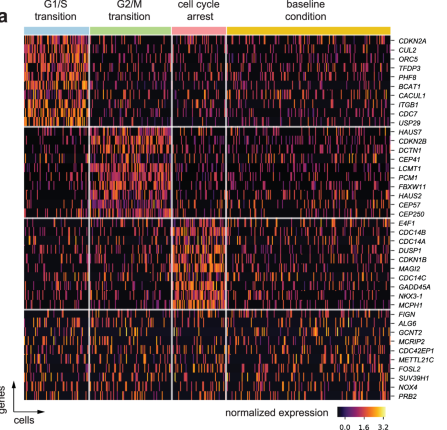 a
G1/S
transition
G2/M
transition
cell cycle
arrest
baseline
condition
CDKN2A
CUL2
ORC5
TFDP3
PHF8
BCAT1
CACUL1
ITGB1
CDC7
USP29
HAUS7
CDKN2B
DCTN1
CEP41
LCMT1
PCM1
FBXW11
HAUS2
CEP57
CEP250
E4F1
CDC14B
CDC14A
DUSP1
CDKN1B
MAGI2
CDC14C
GADD45A
NKX3-1
MCPH1
FIGN
ALG6
GCNT2
MCRIP2
CDC42EP1
METTL21C
FOSL2
SUV39H1
NOX4
PRB2
genes
cells
normalized expression
0.0 1.6 3.2